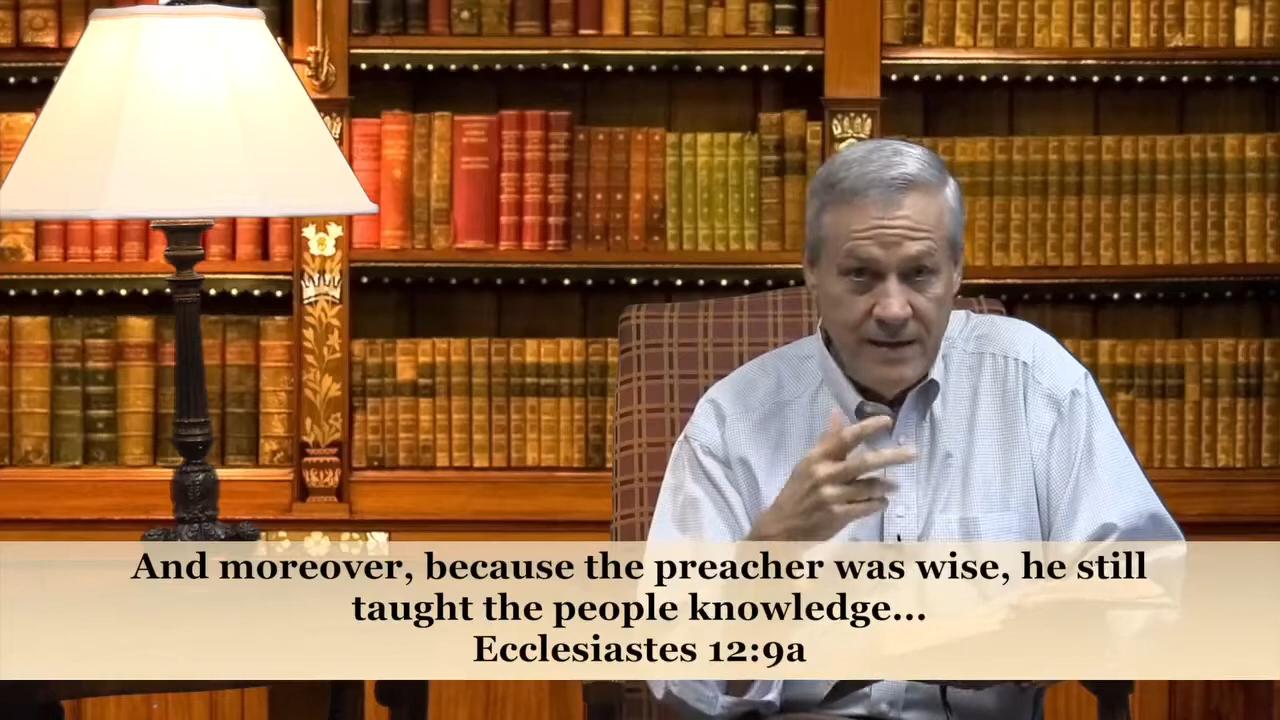 And moreover, because the preacher was wise, he still
taught the people knowledge...
Ecclesiastes 12:9a